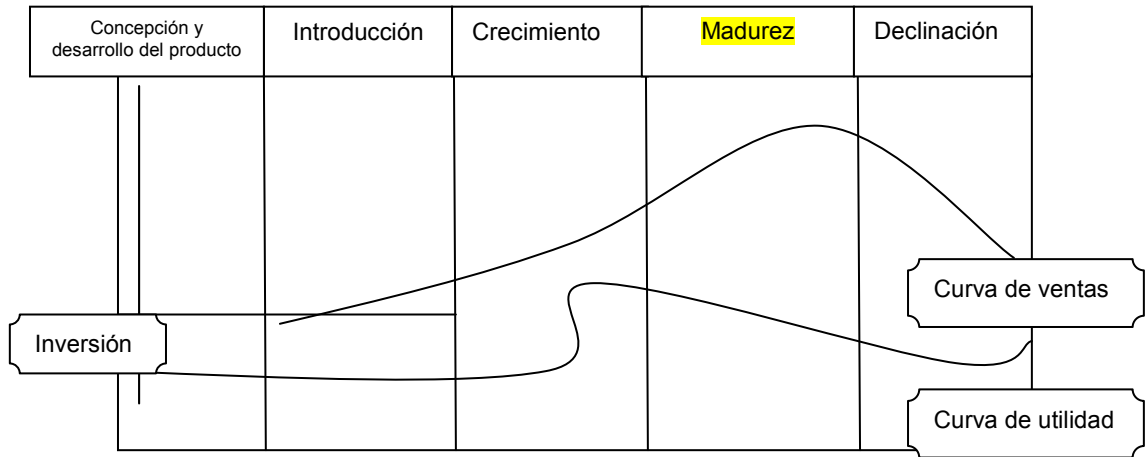 Concepción y
desarrollo del producto
Introducción
Crecimiento
Madurez
Declinación
Curva de ventas
Inversión
Curva de utilidad